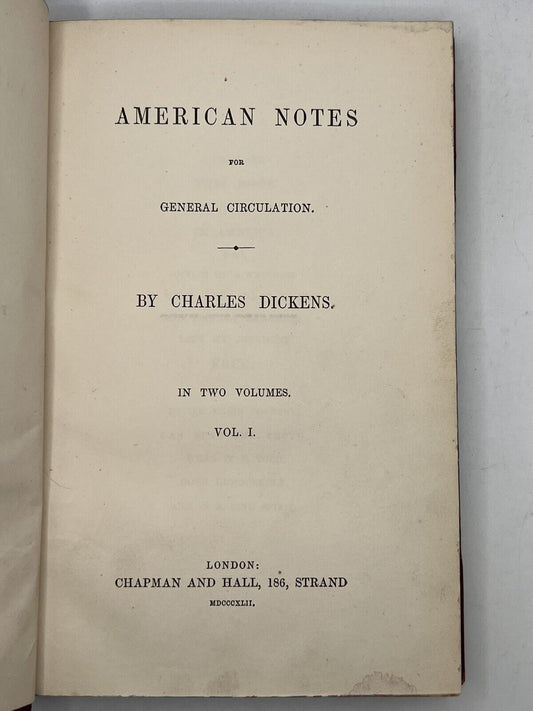 AMERICAN NOTES
FOR
GENERAL CIRCULATION.
BY CHARLES DICKENS.
IN TWO VOLUMES.
VOL. I.
LONDON:
CHAPMAN AND HALL, 186, STRAND
MDCCCXLII.